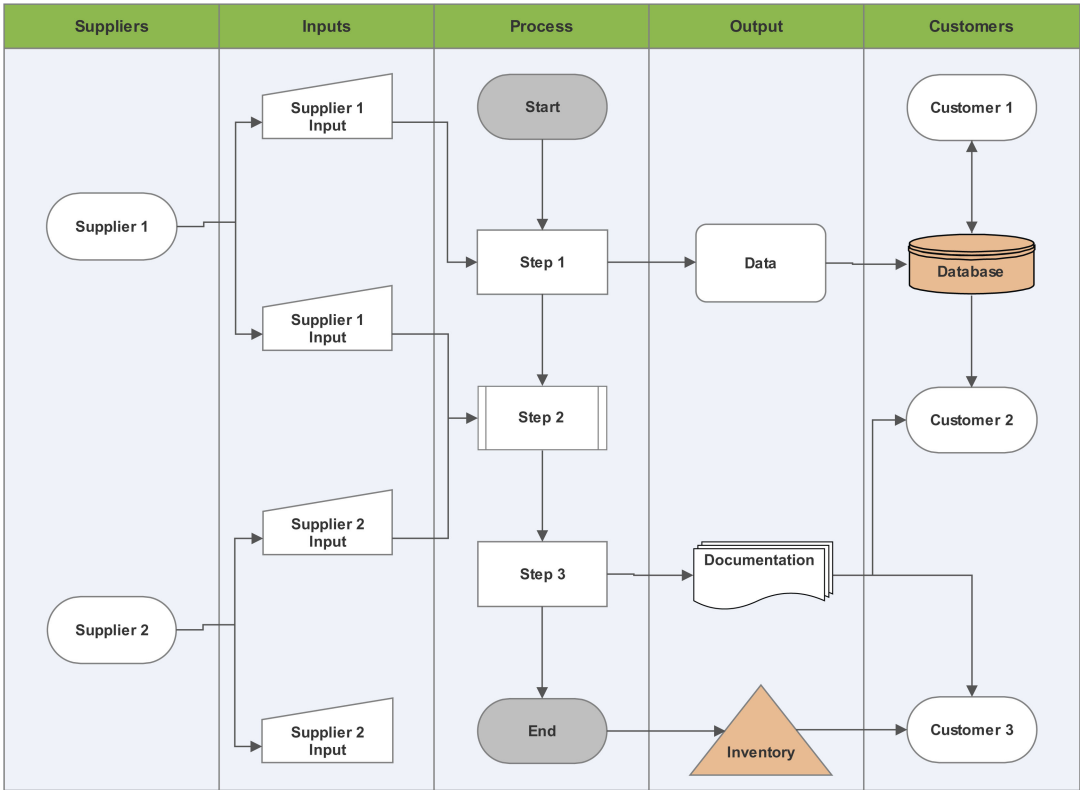 Suppliers
Inputs
Process
Output
Customers
Supplier 1
Supplier 2
Supplier 1
Input
Supplier 1
Input
Supplier 2
Input
Supplier 2
Input
Start
Step 1
Step 2
Step 3
End
Data
Documentation
Inventory
Customer 1
Database
Customer 2
Customer 3